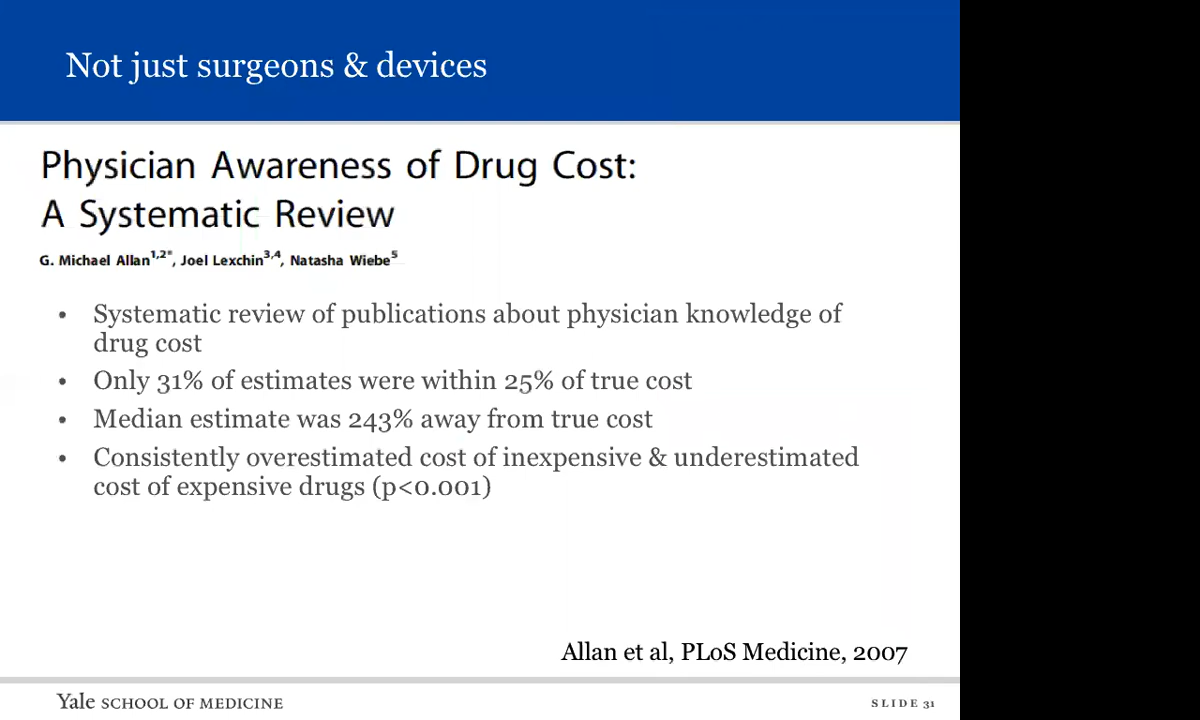 Not just surgeons & devices
Physician Awareness of Drug Cost:
A Systematic Review
G. Michael Allan1,2*, Joel Lexchin3,4, Natasha Wiebe5
• Systematic review of publications about physician knowledge of
drug cost
• Only 31% of estimates were within 25% of true cost
• Median estimate was 243% away from true cost
• Consistently overestimated cost of inexpensive & underestimated
cost of expensive drugs (p<0.001)
Allan et al, PLoS Medicine, 2007
Yale SCHOOL OF MEDICINE
SLIDE 31